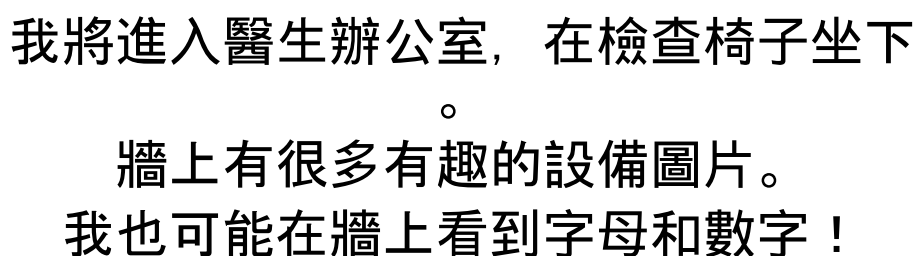 我將進入醫生辦公室，在檢查椅子坐下
。
牆上有很多有趣的設備圖片。
我也可能在牆上看到字母和數字！